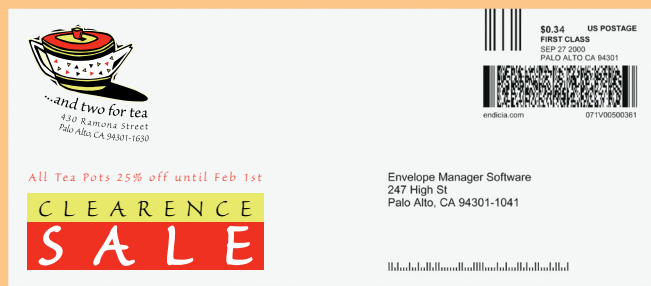 $0.34 US POSTAGE
FIRST CLASS
SEP 27 2000
PALO ALTO CA 94301
endicia.com 071V00500361
...and two for tea
430 Ramona Street
Palo Alto, CA 94301-1630
All Tea Pots 25% off until Feb 1st
CLEARENCE
SALE
Envelope Manager Software
247 High St
Palo Alto, CA 94301-1041